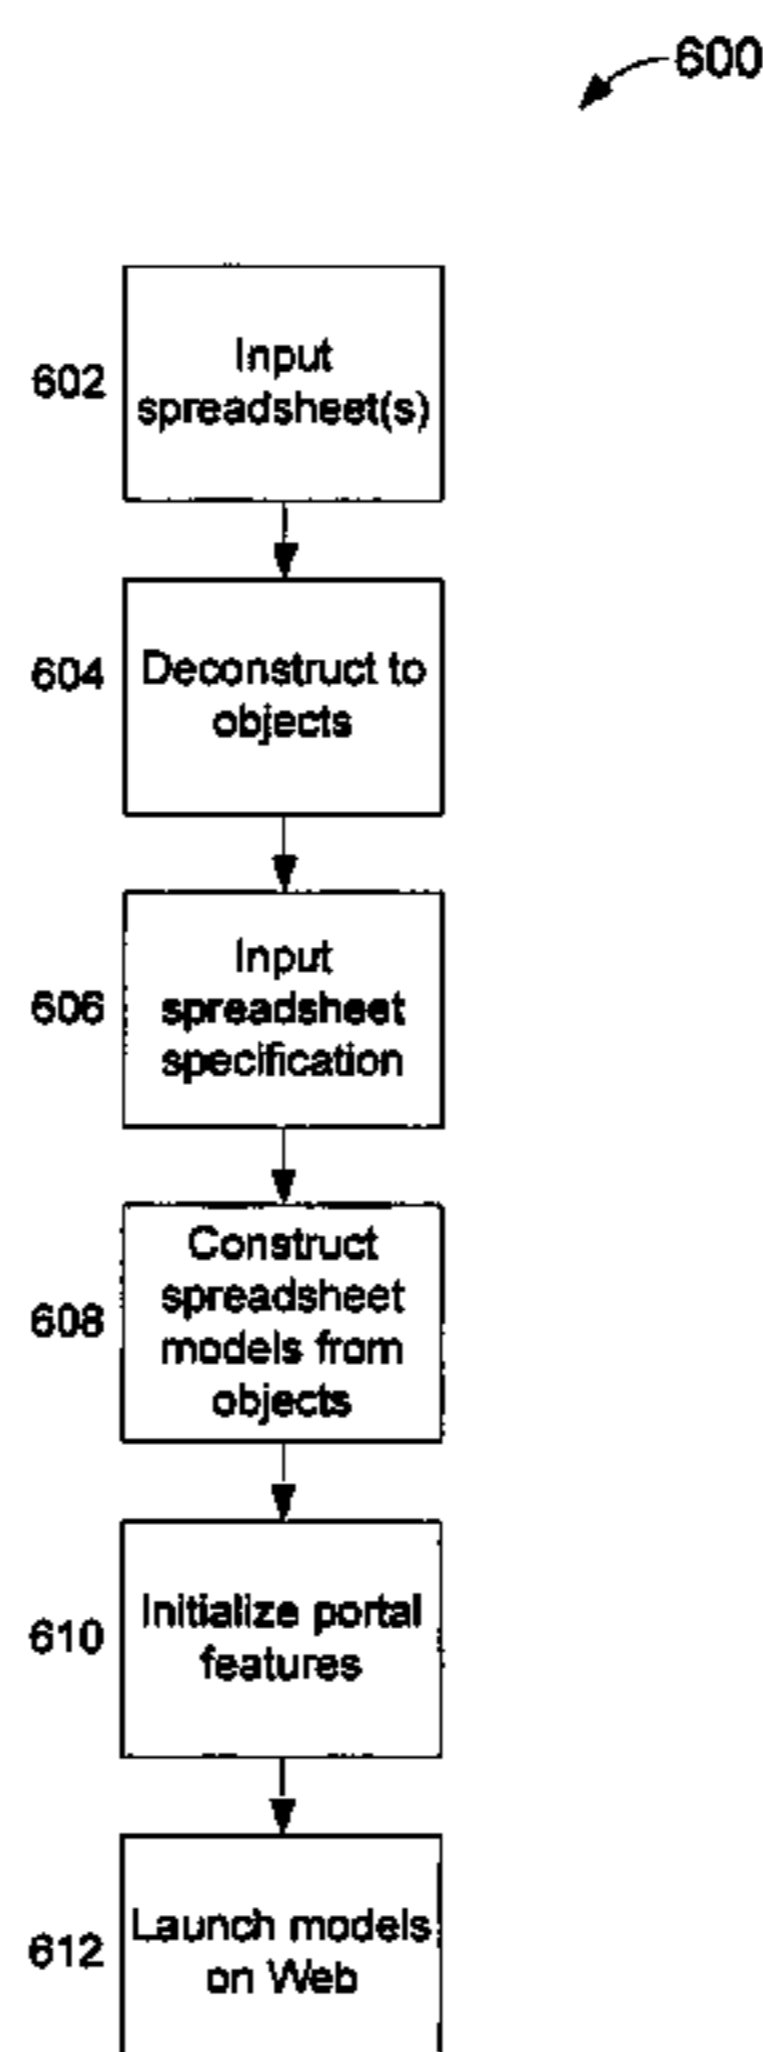 600
602
Input
spreadsheet(s)
604
Deconstruct to
objects
606
Input
spreadsheet
specification
608
Construct
spreadsheet
models from
objects
610
Initialize portal
features
612
Launch models
on Web